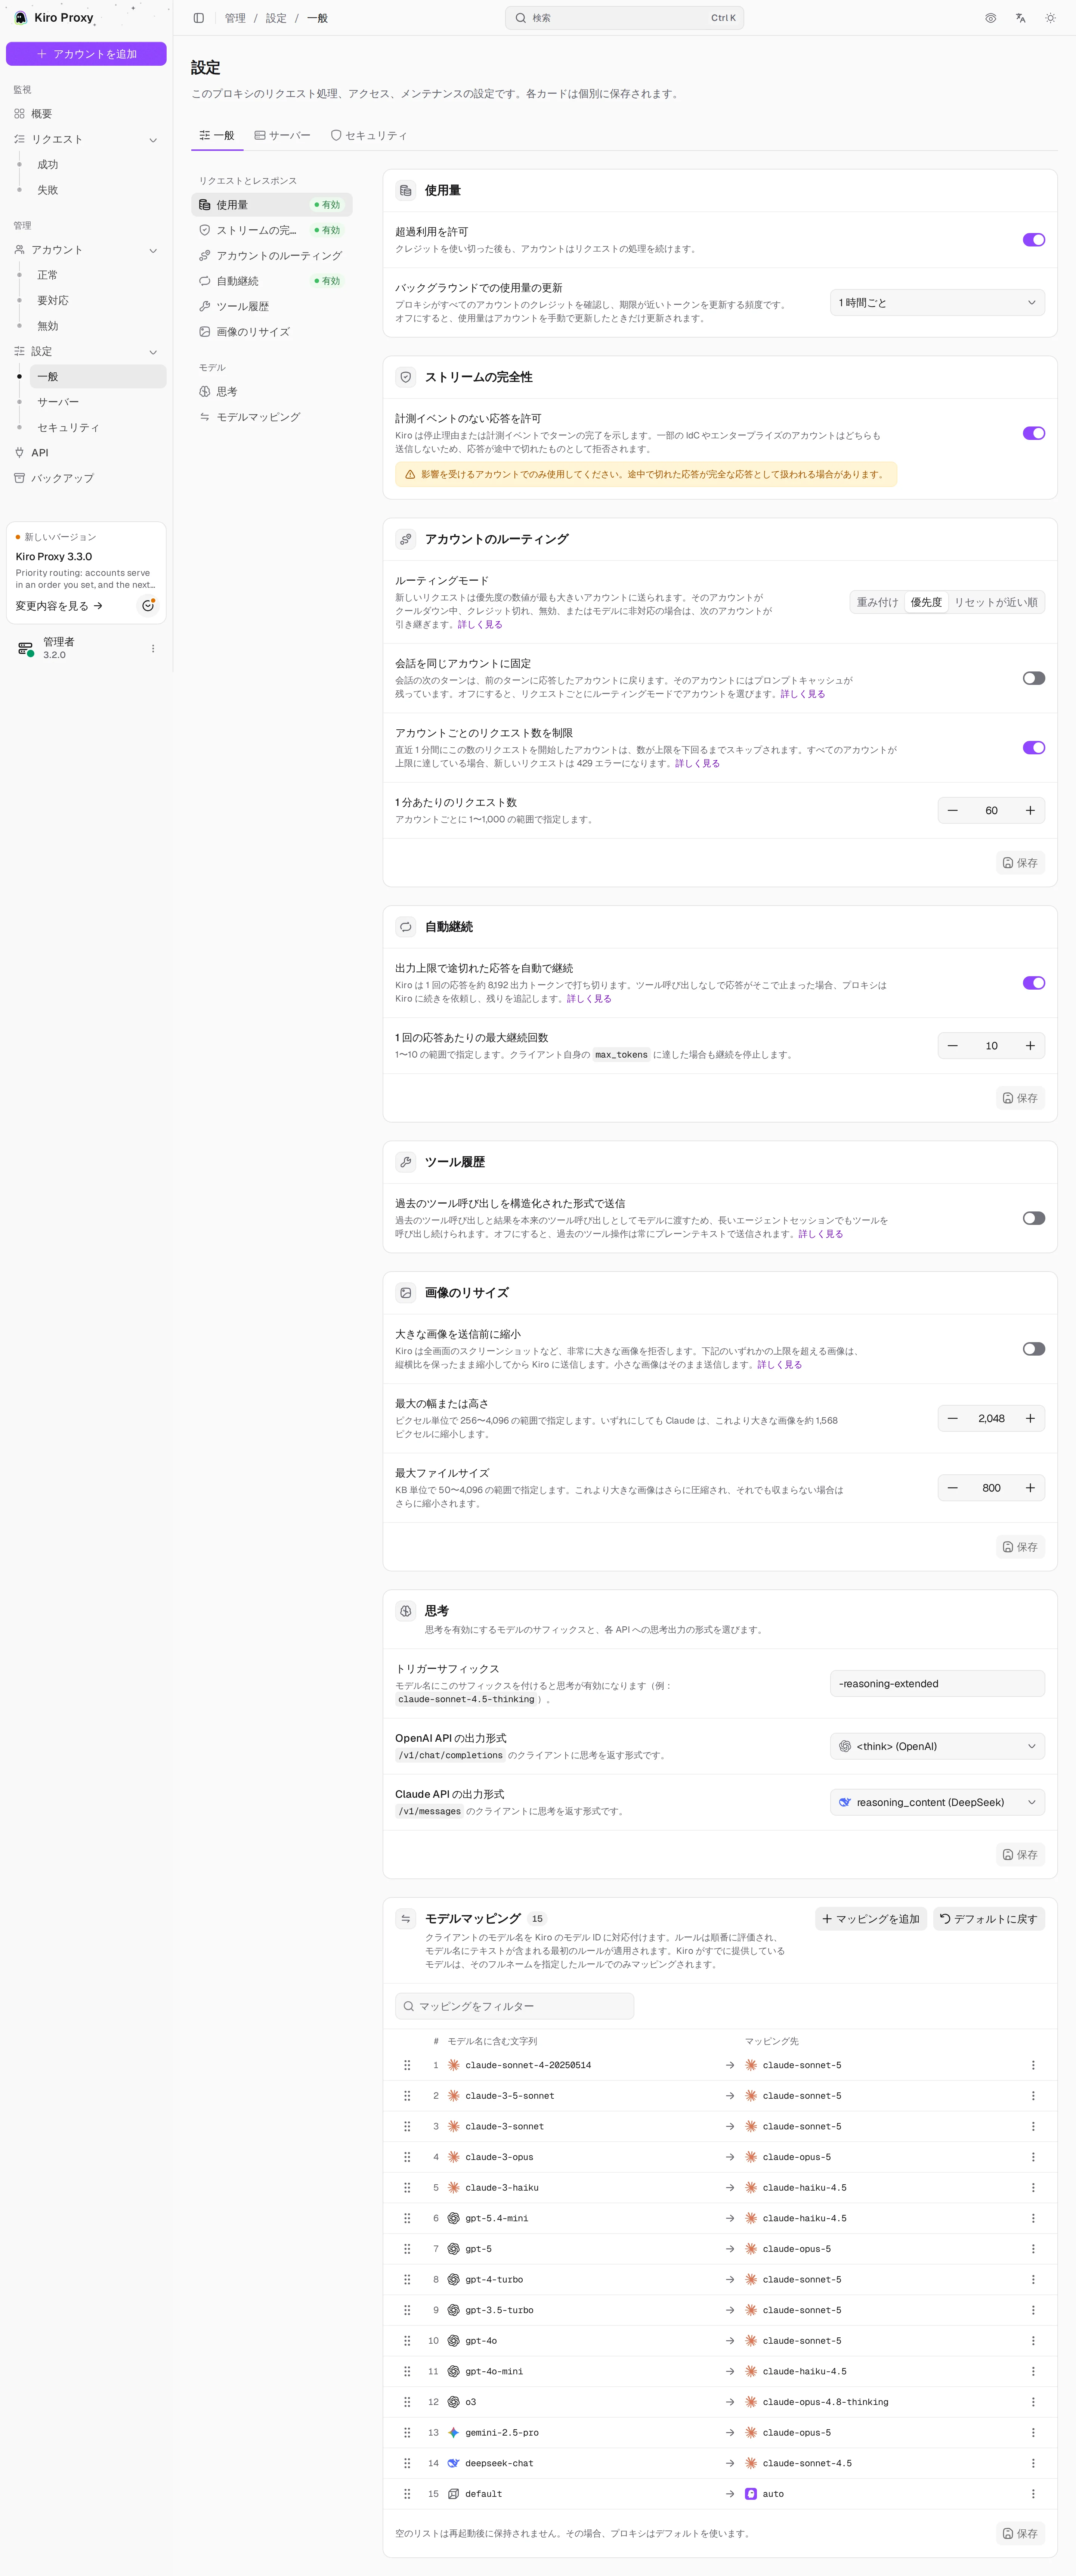 Kiro Proxy
アカウントを追加
監視
概要
リクエスト
成功
失敗
管理
アカウント
正常
要対応
無効
設定
一般
サーバー
セキュリティ
API
バックアップ
新しいバージョン
Kiro Proxy 3.3.0
Priority routing: accounts serve
in an order you set, and the next…
変更内容を見る
管理者
3.2.0
管理 / 設定 / 一般
検索 Ctrl K
設定
このプロキシのリクエスト処理、アクセス、メンテナンスの設定です。各カードは個別に保存されます。
一般 サーバー セキュリティ
リクエストとレスポンス
使用量 有効
ストリームの完… 有効
アカウントのルーティング
自動継続 有効
ツール履歴
画像のリサイズ
モデル
思考
モデルマッピング
使用量
超過利用を許可
クレジットを使い切った後も、アカウントはリクエストの処理を続けます。
バックグラウンドでの使用量の更新
プロキシがすべてのアカウントのクレジットを確認し、期限が近いトークンを更新する頻度です。
オフにすると、使用量はアカウントを手動で更新したときだけ更新されます。
1 時間ごと
ストリームの完全性
計測イベントのない応答を許可
Kiro は停止理由または計測イベントでターンの完了を示します。一部の IdC やエンタープライズのアカウントはどちらも
送信しないため、応答が途中で切れたものとして拒否されます。
影響を受けるアカウントでのみ使用してください。途中で切れた応答が完全な応答として扱われる場合があります。
アカウントのルーティング
ルーティングモード
新しいリクエストは優先度の数値が最も大きいアカウントに送られます。そのアカウントが
クールダウン中、クレジット切れ、無効、またはモデルに非対応の場合は、次のアカウントが
引き継ぎます。詳しく見る
重み付け 優先度 リセットが近い順
会話を同じアカウントに固定
会話の次のターンは、前のターンに応答したアカウントに戻ります。そのアカウントにはプロンプトキャッシュが
残っています。オフにすると、リクエストごとにルーティングモードでアカウントを選びます。詳しく見る
アカウントごとのリクエスト数を制限
直近 1 分間にこの数のリクエストを開始したアカウントは、数が上限を下回るまでスキップされます。すべてのアカウントが
上限に達している場合、新しいリクエストは 429 エラーになります。詳しく見る
1 分あたりのリクエスト数
アカウントごとに 1〜1,000 の範囲で指定します。
60
保存
自動継続
出力上限で途切れた応答を自動で継続
Kiro は 1 回の応答を約 8,192 出力トークンで打ち切ります。ツール呼び出しなしで応答がそこで止まった場合、プロキシは
Kiro に続きを依頼し、残りを追記します。詳しく見る
1 回の応答あたりの最大継続回数
1〜10 の範囲で指定します。クライアント自身の max_tokens に達した場合も継続を停止します。
10
保存
ツール履歴
過去のツール呼び出しを構造化された形式で送信
過去のツール呼び出しと結果を本来のツール呼び出しとしてモデルに渡すため、長いエージェントセッションでもツールを
呼び出し続けられます。オフにすると、過去のツール操作は常にプレーンテキストで送信されます。詳しく見る
画像のリサイズ
大きな画像を送信前に縮小
Kiro は全画面のスクリーンショットなど、非常に大きな画像を拒否します。下記のいずれかの上限を超える画像は、
縦横比を保ったまま縮小してから Kiro に送信します。小さな画像はそのまま送信します。詳しく見る
最大の幅または高さ
ピクセル単位で 256〜4,096 の範囲で指定します。いずれにしても Claude は、これより大きな画像を約 1,568
ピクセルに縮小します。
2,048
最大ファイルサイズ
KB 単位で 50〜4,096 の範囲で指定します。これより大きな画像はさらに圧縮され、それでも収まらない場合は
さらに縮小されます。
800
保存
思考
思考を有効にするモデルのサフィックスと、各 API への思考出力の形式を選びます。
トリガーサフィックス
モデル名にこのサフィックスを付けると思考が有効になります（例：
claude-sonnet-4.5-thinking）。
-reasoning-extended
OpenAI API の出力形式
/v1/chat/completions のクライアントに思考を返す形式です。
<think> (OpenAI)
Claude API の出力形式
/v1/messages のクライアントに思考を返す形式です。
reasoning_content (DeepSeek)
保存
モデルマッピング 15
クライアントのモデル名を Kiro のモデル ID に対応付けます。ルールは順番に評価され、
モデル名にテキストが含まれる最初のルールが適用されます。Kiro がすでに提供している
モデルは、そのフルネームを指定したルールでのみマッピングされます。
マッピングを追加 デフォルトに戻す
マッピングをフィルター
# モデル名に含む文字列 マッピング先
1 claude-sonnet-4-20250514 → claude-sonnet-5
2 claude-3-5-sonnet → claude-sonnet-5
3 claude-3-sonnet → claude-sonnet-5
4 claude-3-opus → claude-opus-5
5 claude-3-haiku → claude-haiku-4.5
6 gpt-5.4-mini → claude-haiku-4.5
7 gpt-5 → claude-opus-5
8 gpt-4-turbo → claude-sonnet-5
9 gpt-3.5-turbo → claude-sonnet-5
10 gpt-4o → claude-sonnet-5
11 gpt-4o-mini → claude-haiku-4.5
12 o3 → claude-opus-4.8-thinking
13 gemini-2.5-pro → claude-opus-5
14 deepseek-chat → claude-sonnet-4.5
15 default → auto
空のリストは再起動後に保持されません。その場合、プロキシはデフォルトを使います。
保存